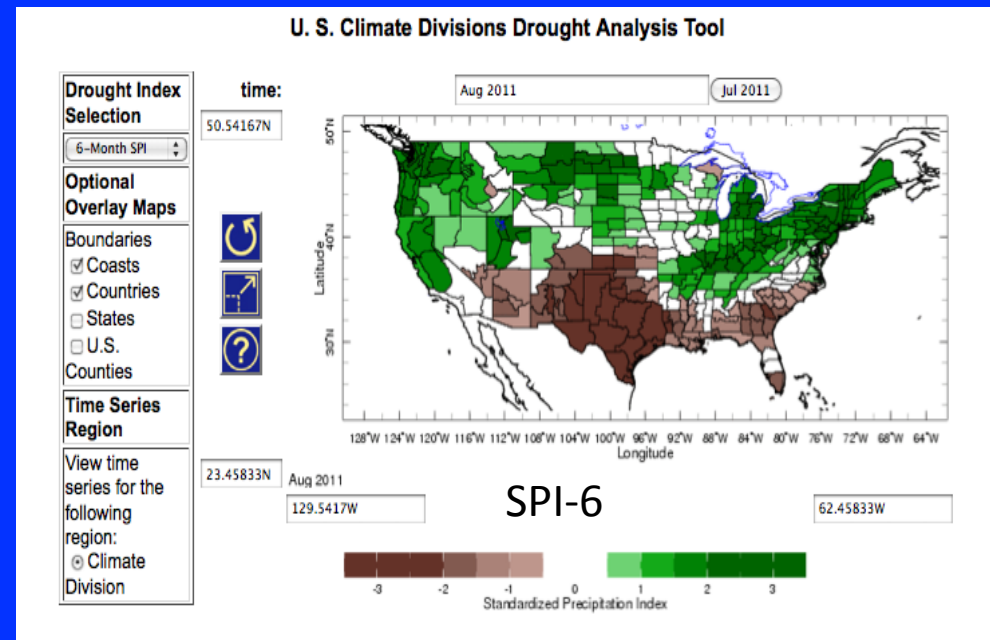 U. S. Climate Divisions Drought Analysis Tool
Drought Index
Selection
6-Month SPI
Optional
Overlay Maps
Boundaries
Coasts
Countries
States
U.S.
Counties
Time Series
Region
View time
series for the
following
region:
Climate
Division
time:
Aug 2011
Jul 2011
50.54167N
23.45833N
50°N
40°N
30°N
Latitude
128°W 124°W 120°W 116°W 112°W 108°W 104°W 100°W 96°W 92°W 88°W 84°W 80°W 76°W 72°W 68°W 64°W
Longitude
Aug 2011
129.5417W
SPI-6
62.45833W
-3 -2 -1 0 1 2 3
Standardized Precipitation Index